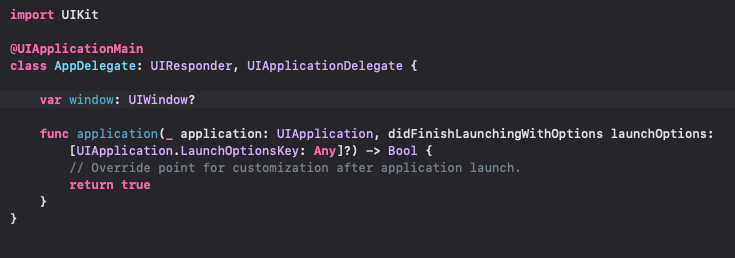 import UIKit
@UIApplicationMain
class AppDelegate: UIResponder, UIApplicationDelegate {
var window: UIWindow?
func application(_ application: UIApplication, didFinishLaunchingWithOptions launchOptions:
[UIApplication.LaunchOptionsKey: Any]?) -> Bool {
// Override point for customization after application launch.
return true
}
}